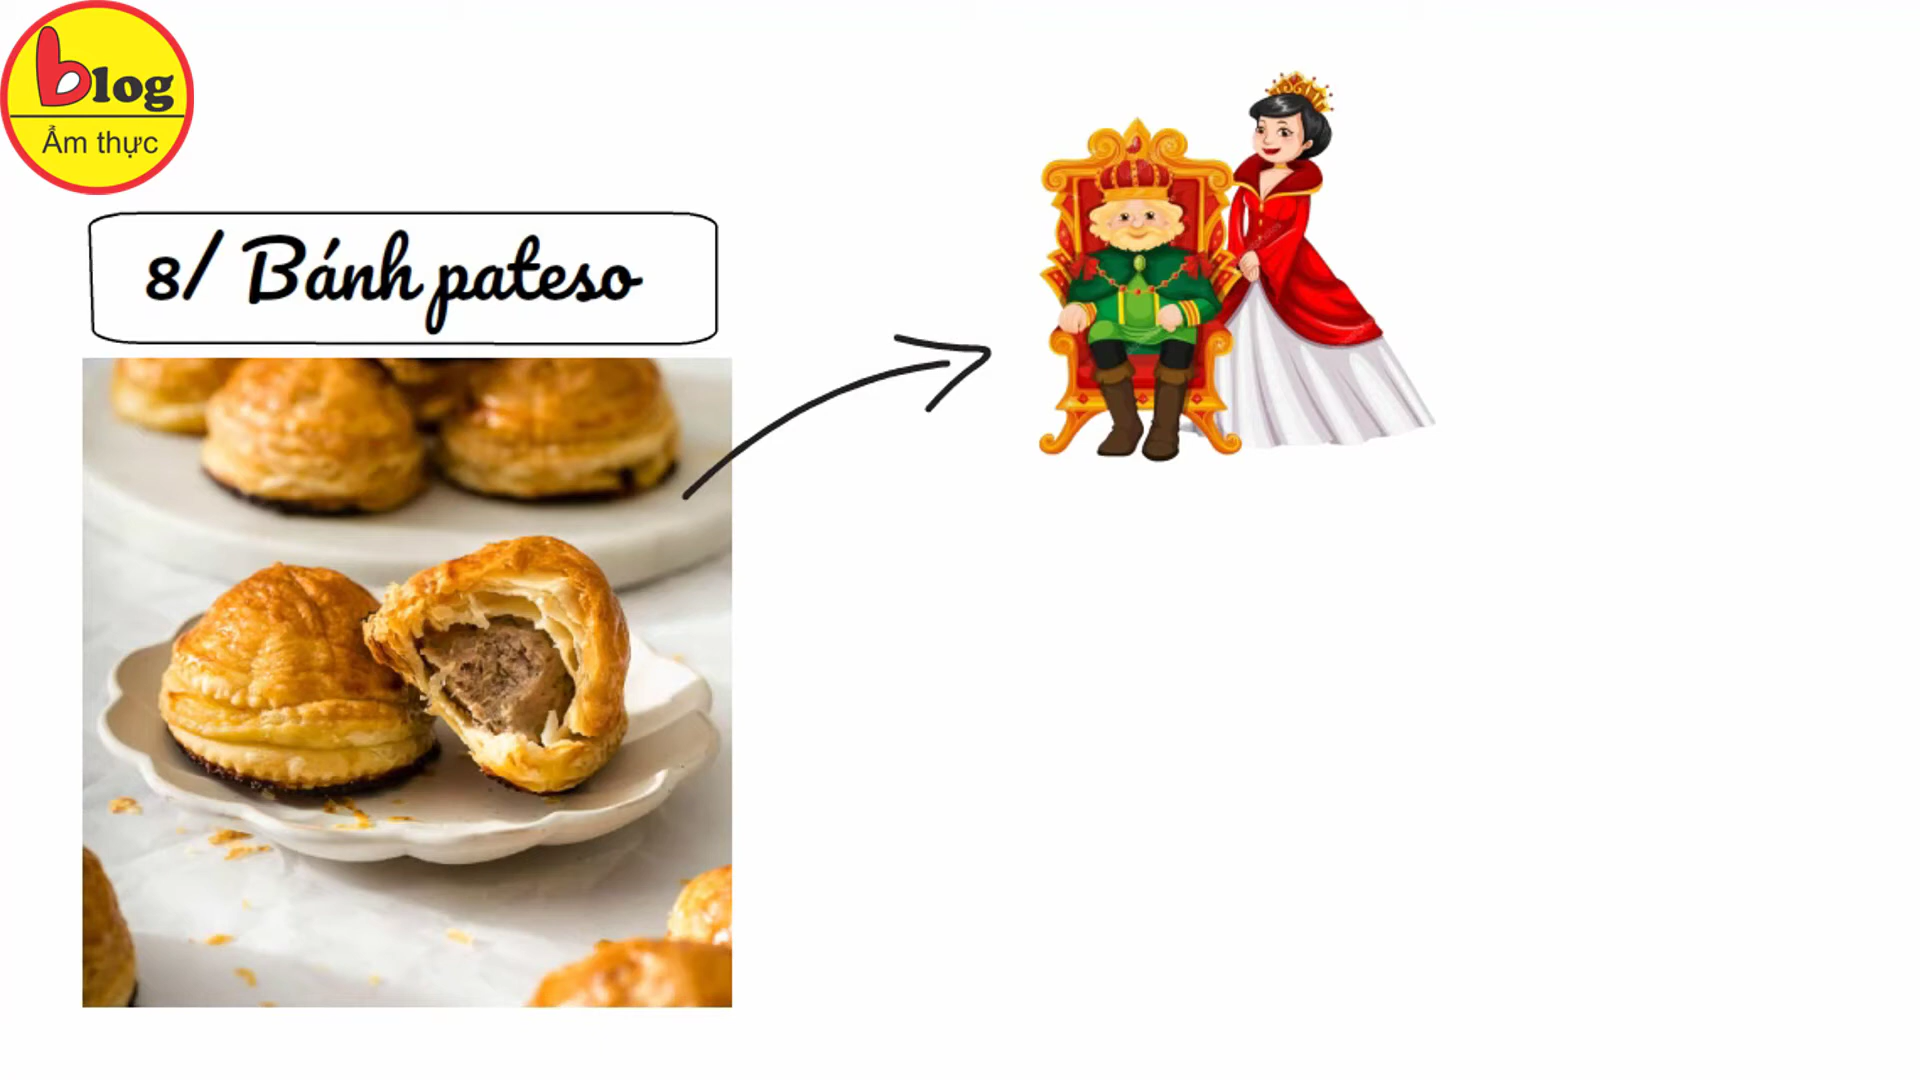 blog
Ẩm thực
8/ Bánh pateso